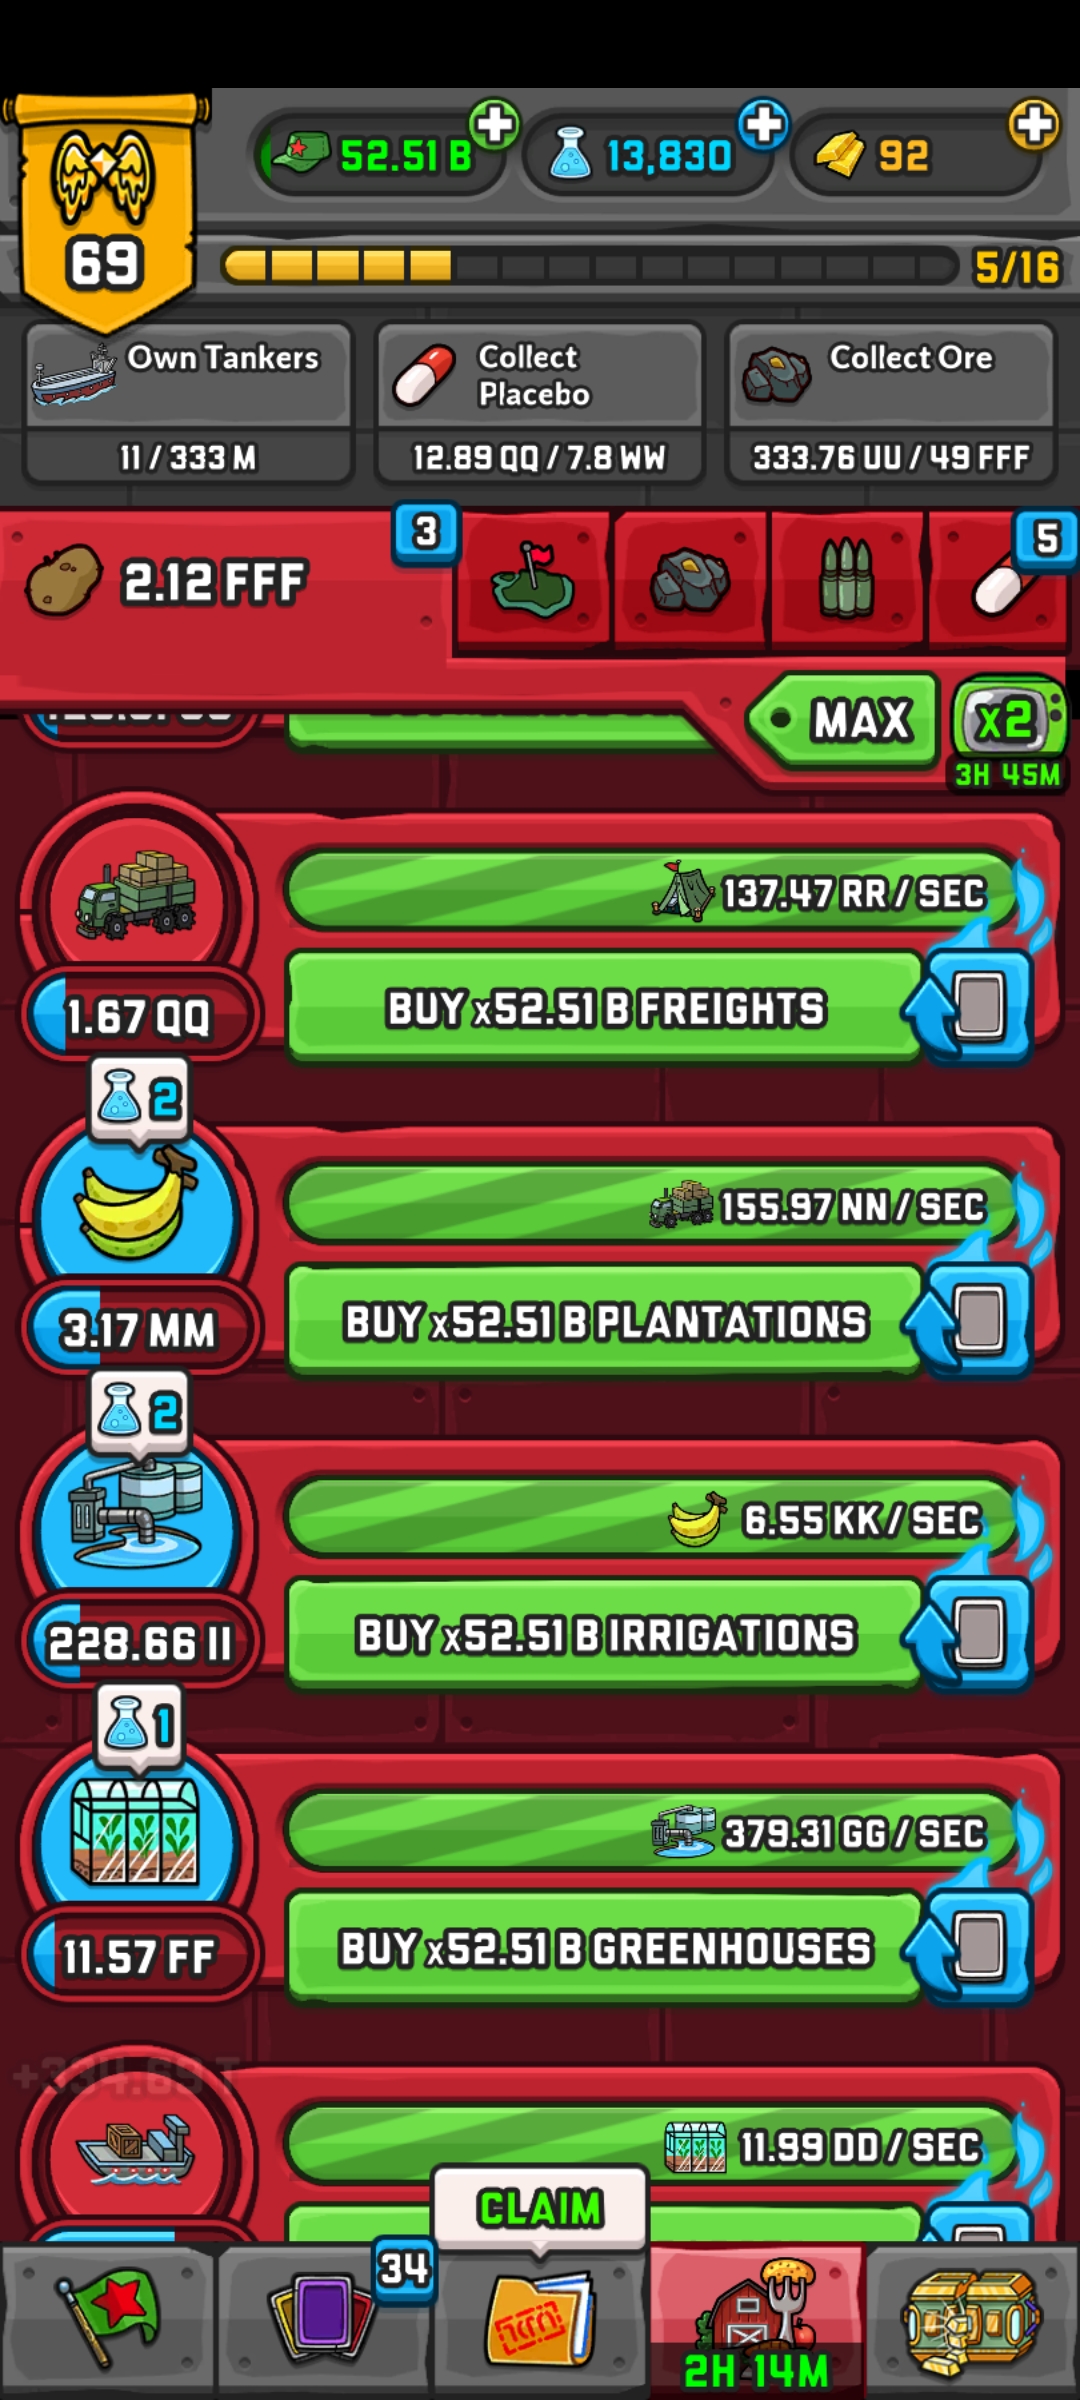 52.51 B
13,830
92
69
5/16
Own Tankers
11 / 333 M
Collect
Placebo
12.89 QQ / 7.8 WW
Collect Ore
333.76 UU / 49 FFF
2.12 FFF
3
5
MAX
x2
3H 45M
137.47 RR / SEC
BUY x52.51 B FREIGHTS
1.67 QQ
2
155.97 NN / SEC
BUY x52.51 B PLANTATIONS
3.17 MM
2
6.55 KK / SEC
BUY x52.51 B IRRIGATIONS
228.66 II
1
379.31 GG / SEC
BUY x52.51 B GREENHOUSES
11.57 FF
+334.69 T
11.99 DD / SEC
CLAIM
34
2H 14M